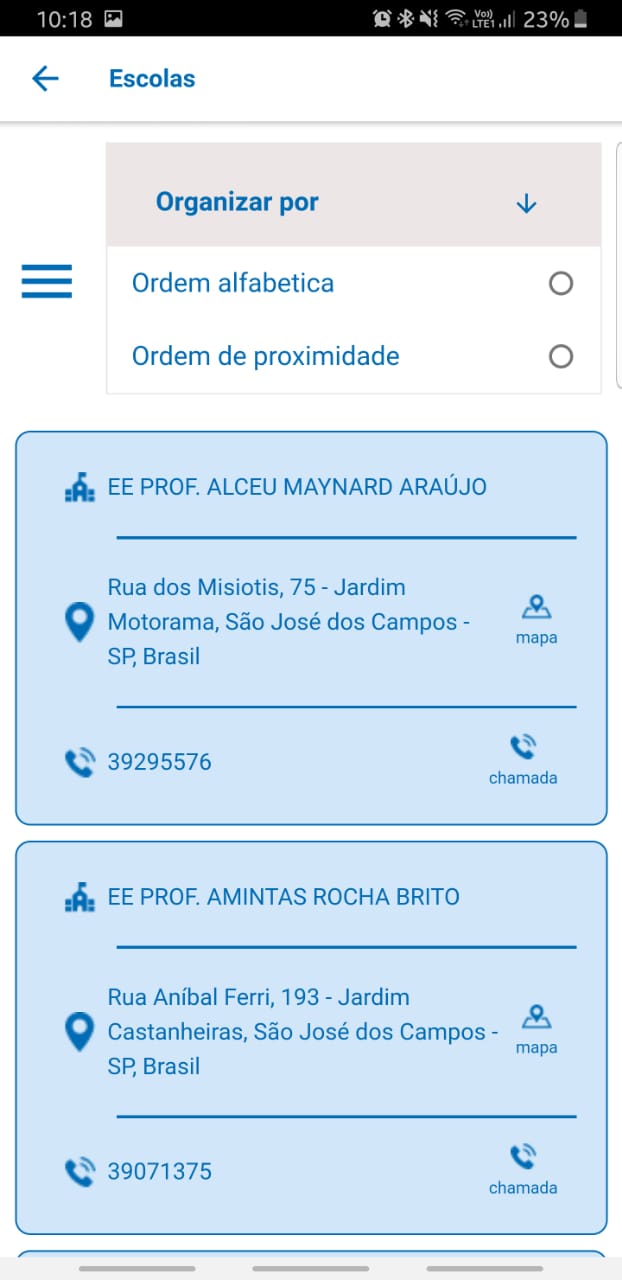 10:18
Vo))
LTE1
23%
Escolas
Organizar por
Ordem alfabetica
Ordem de proximidade
EE PROF. ALCEU MAYNARD ARAÚJO
Rua dos Misiotis, 75 - Jardim
Motorama, São José dos Campos -
SP, Brasil
mapa
39295576
chamada
EE PROF. AMINTAS ROCHA BRITO
Rua Aníbal Ferri, 193 - Jardim
Castanheiras, São José dos Campos -
SP, Brasil
mapa
39071375
chamada